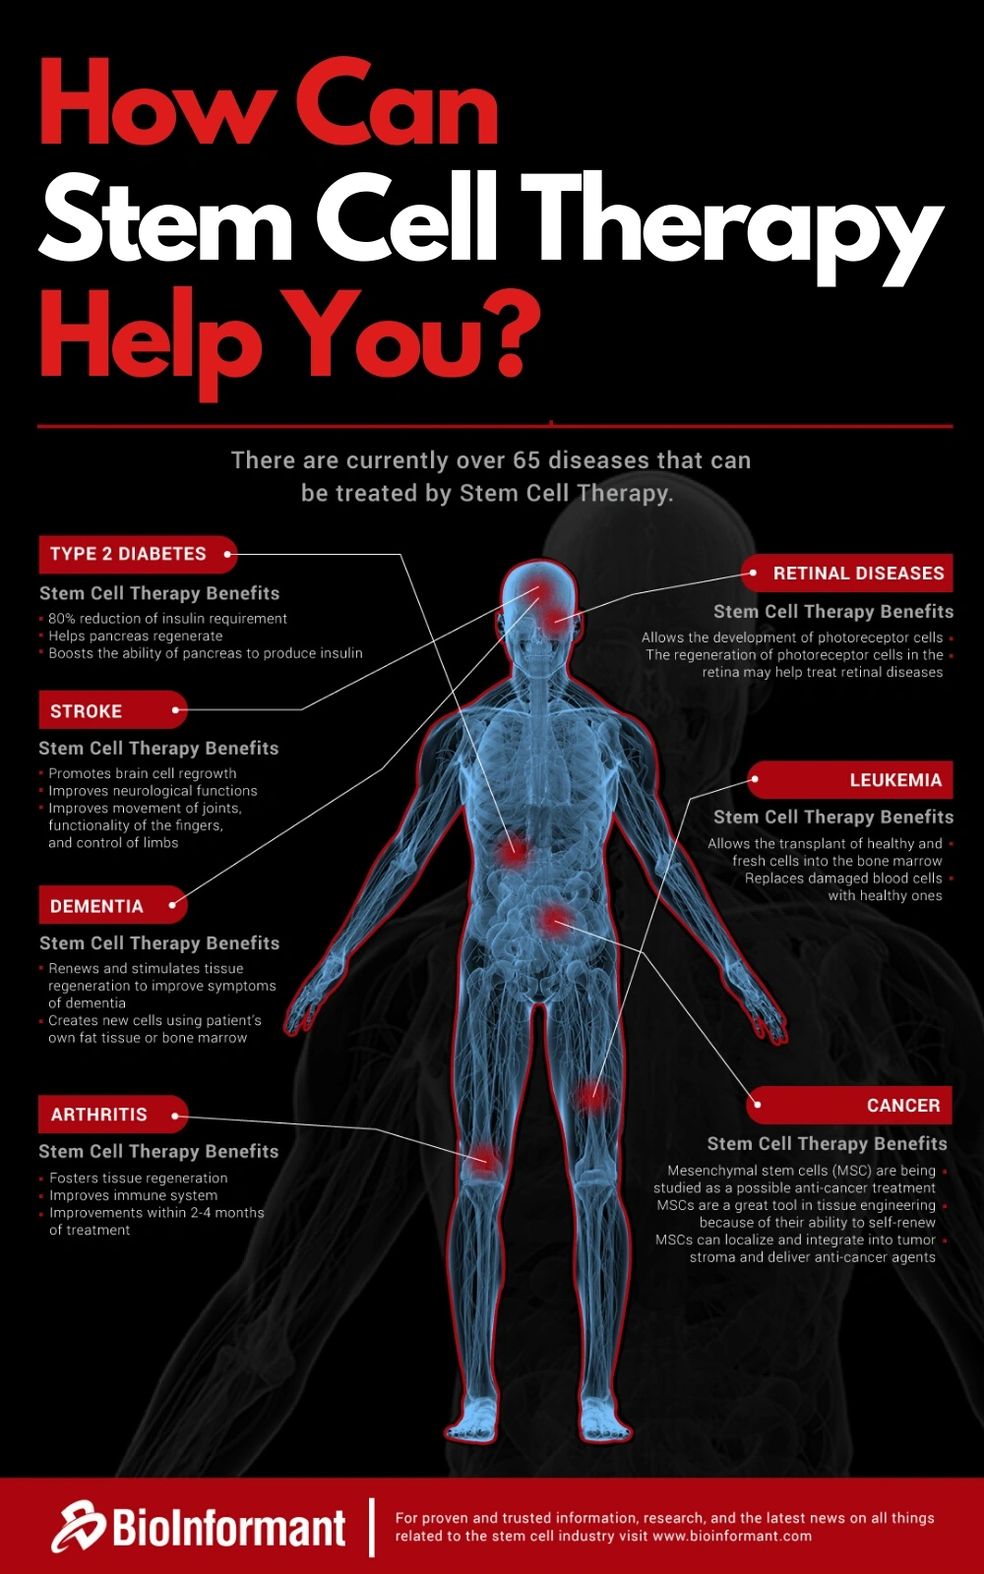 How Can
Stem Cell Therapy
Help You?
There are currently over 65 diseases that can
be treated by Stem Cell Therapy.
TYPE 2 DIABETES
Stem Cell Therapy Benefits
80% reduction of insulin requirement
Helps pancreas regenerate
Boosts the ability of pancreas to produce insulin
STROKE
Stem Cell Therapy Benefits
Promotes brain cell regrowth
Improves neurological functions
Improves movement of joints,
functionality of the fingers,
and control of limbs
DEMENTIA
Stem Cell Therapy Benefits
Renews and stimulates tissue
regeneration to improve symptoms
of dementia
Creates new cells using patient's
own fat tissue or bone marrow
ARTHRITIS
Stem Cell Therapy Benefits
Fosters tissue regeneration
Improves immune system
Improvements within 2-4 months
of treatment
RETINAL DISEASES
Stem Cell Therapy Benefits
Allows the development of photoreceptor cells
The regeneration of photoreceptor cells in the
retina may help treat retinal diseases
LEUKEMIA
Stem Cell Therapy Benefits
Allows the transplant of healthy and
fresh cells into the bone marrow
Replaces damaged blood cells
with healthy ones
CANCER
Stem Cell Therapy Benefits
Mesenchymal stem cells (MSC) are being
studied as a possible anti-cancer treatment
MSCs are a great tool in tissue engineering
because of their ability to self-renew
MSCs can localize and integrate into tumor
stroma and deliver anti-cancer agents
BioInformant
For proven and trusted information, research, and the latest news on all things
related to the stem cell industry visit www.bioinformant.com